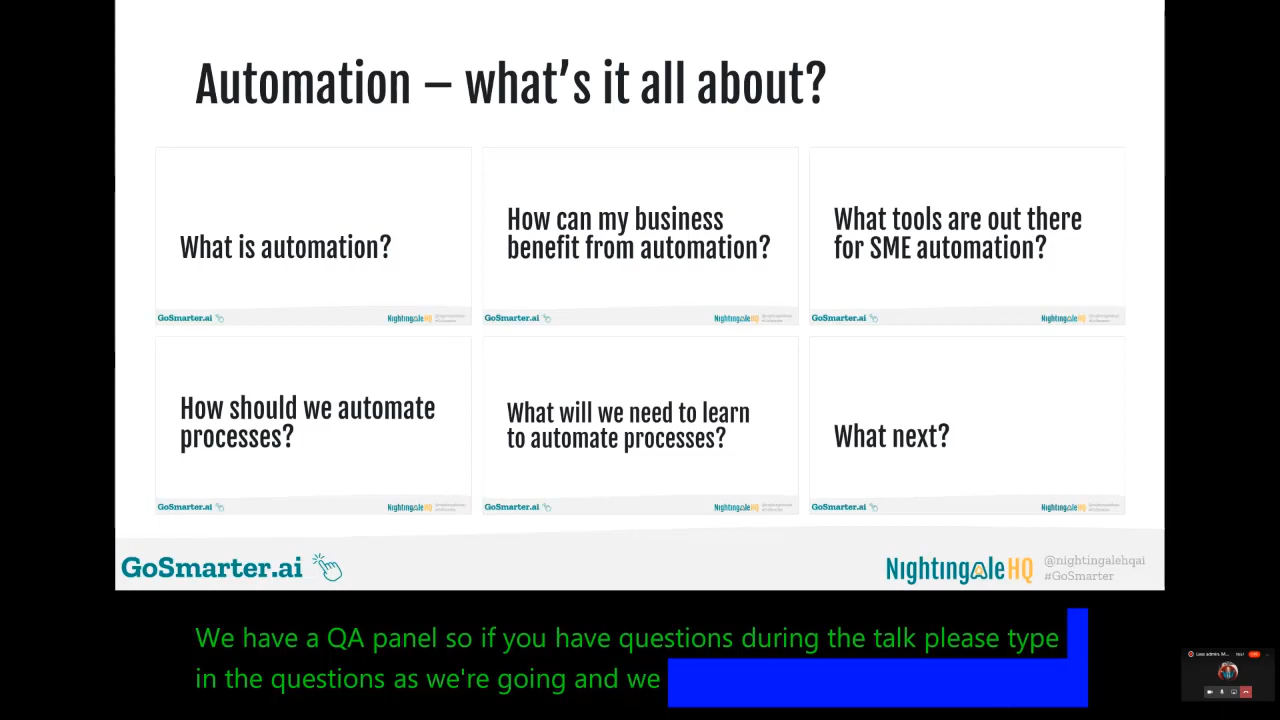 Automation – what's it all about?
What is automation?
How can my business
benefit from automation?
What tools are out there
for SME automation?
GoSmarter.ai
NightingaleHQ
GoSmarter.ai
NightingaleHQ
GoSmarter.ai
NightingaleHQ
How should we automate
processes?
What will we need to learn
to automate processes?
What next?
GoSmarter.ai
NightingaleHQ
GoSmarter.ai
NightingaleHQ
GoSmarter.ai
NightingaleHQ
GoSmarter.ai
NightingaleHQ
@nightingalehqai
#GoSmarter
We have a QA panel so if you have questions during the talk please type
in the questions as we're going and we